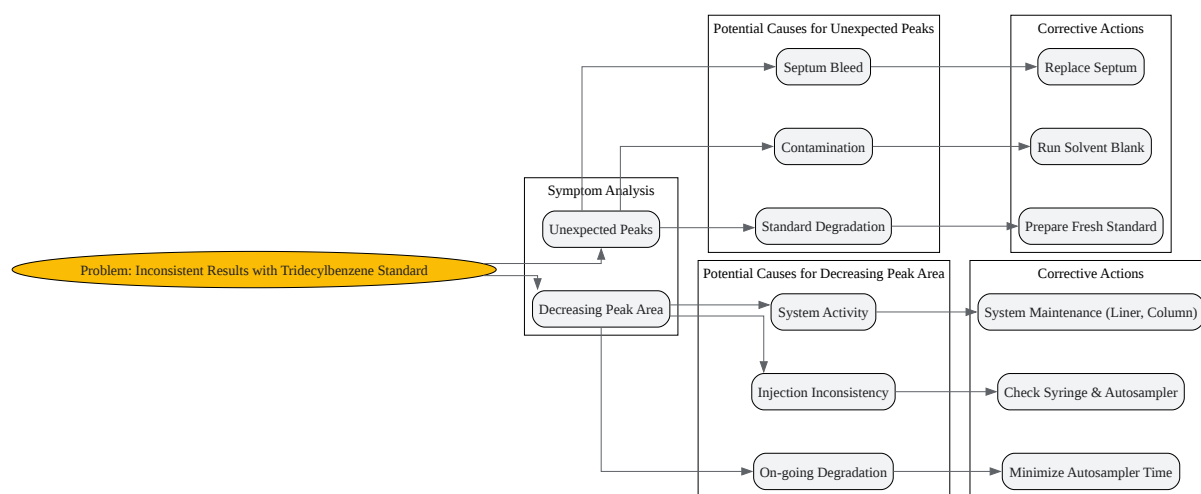 Problem: Inconsistent Results with Tridecylbenzene Standard
Symptom Analysis
Unexpected Peaks
Decreasing Peak Area
Potential Causes for Unexpected Peaks
Septum Bleed
Contamination
Standard Degradation
Corrective Actions
Replace Septum
Run Solvent Blank
Prepare Fresh Standard
Potential Causes for Decreasing Peak Area
System Activity
Injection Inconsistency
On-going Degradation
Corrective Actions
System Maintenance (Liner, Column)
Check Syringe & Autosampler
Minimize Autosampler Time